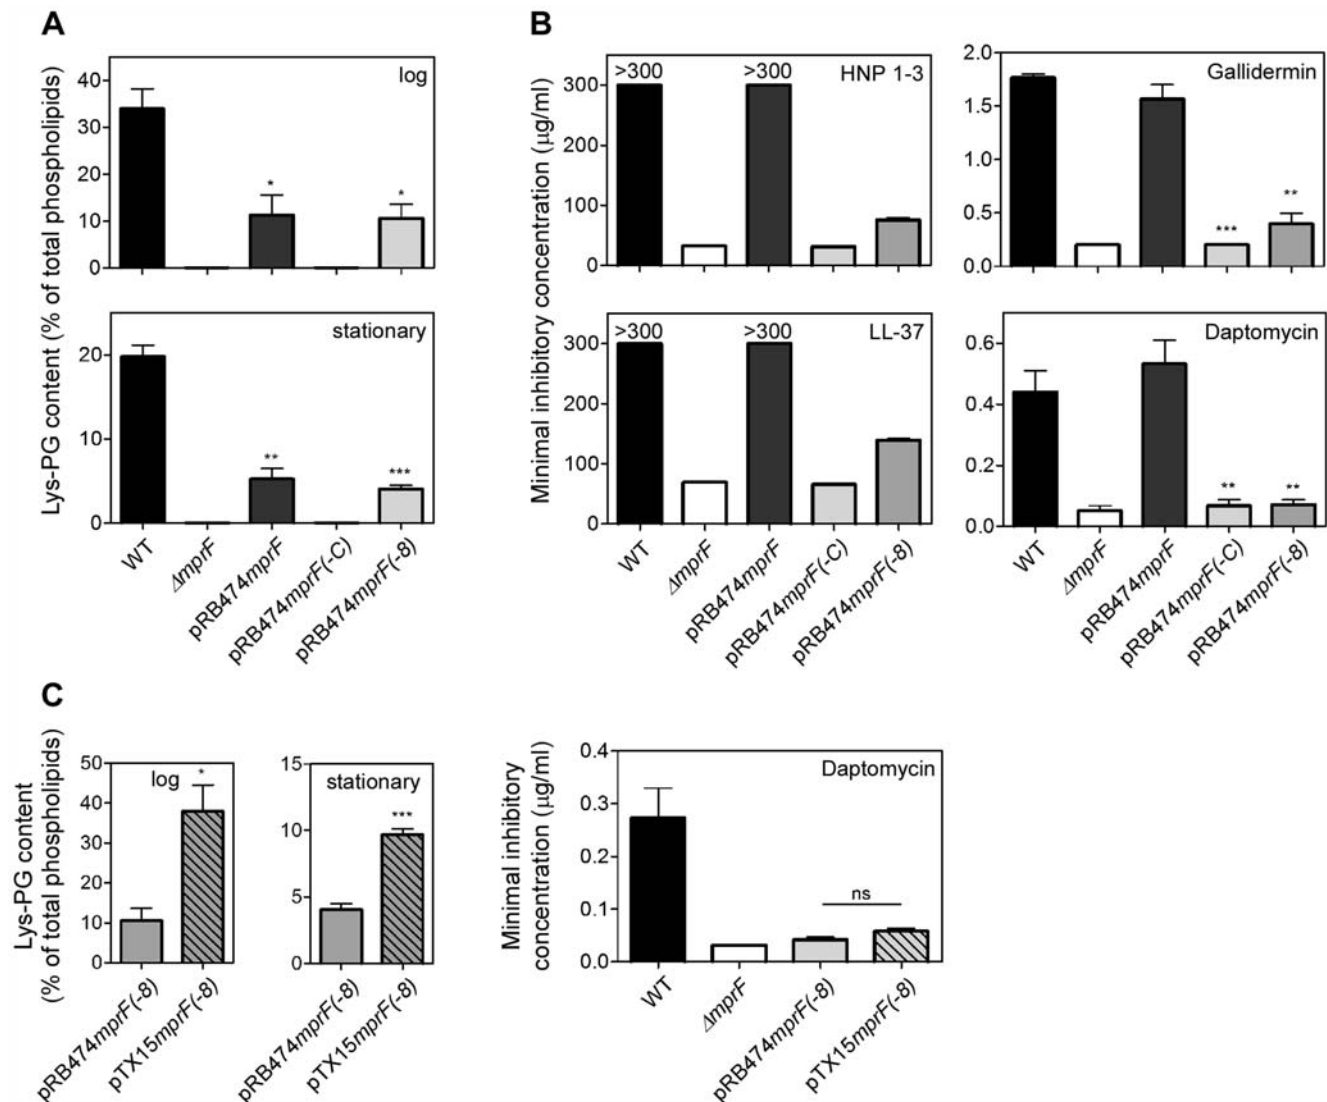 A
Lys-PG content (% of total phospholipids)
log
40
30
20
10
0
*
*
stationary
20
10
0
**
***
WT
ΔmprF
pRB474mprF
pRB474mprF(-C)
pRB474mprF(-8)
B
Minimal inhibitory concentration (µg/ml)
>300
>300
HNP 1-3
300
200
100
0
Gallidermin
2.0
1.5
1.0
0.5
0.0
***
**
>300
>300
LL-37
300
200
100
0
WT
ΔmprF
pRB474mprF
pRB474mprF(-C)
pRB474mprF(-8)
Daptomycin
0.6
0.4
0.2
0.0
**
**
WT
ΔmprF
pRB474mprF
pRB474mprF(-C)
pRB474mprF(-8)
C
Lys-PG content
(% of total phospholipids)
log
*
50
40
30
20
10
0
pRB474mprF(-8)
pTX15mprF(-8)
stationary
***
15
10
5
0
pRB474mprF(-8)
pTX15mprF(-8)
Minimal inhibitory
concentration (µg/ml)
Daptomycin
0.4
0.3
0.2
0.1
0.0
ns
WT
ΔmprF
pRB474mprF(-8)
pTX15mprF(-8)